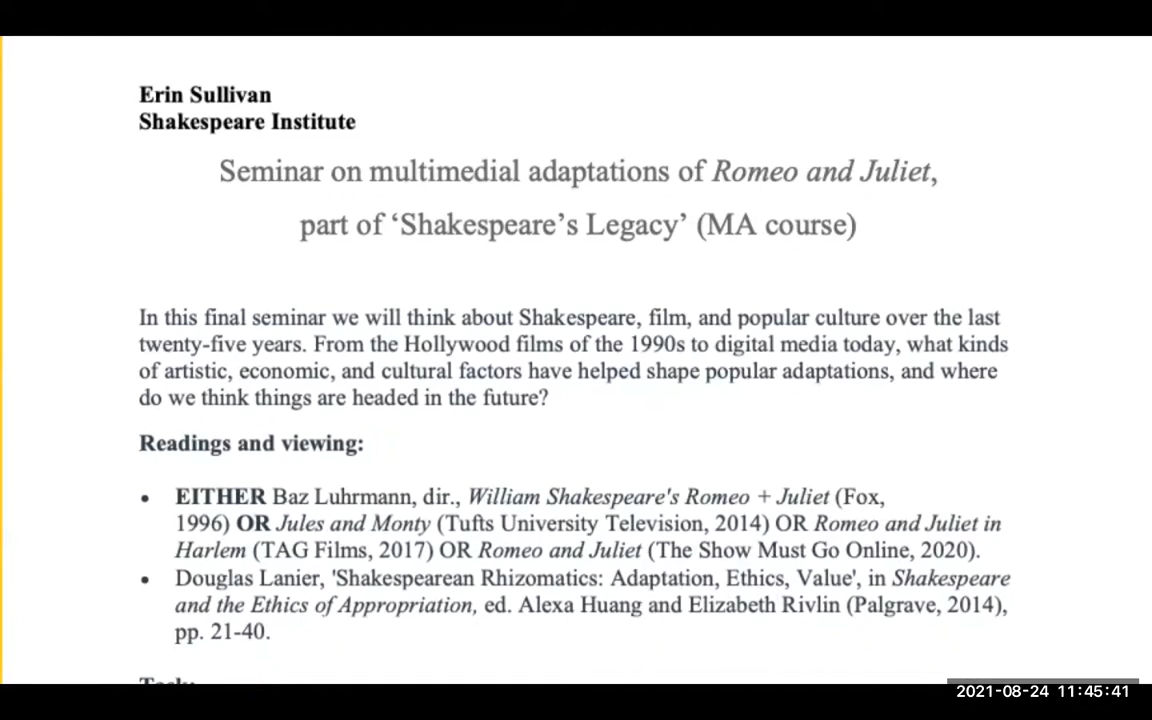 Erin Sullivan
Shakespeare Institute
Seminar on multimedial adaptations of Romeo and Juliet,
part of ‘Shakespeare’s Legacy’ (MA course)
In this final seminar we will think about Shakespeare, film, and popular culture over the last
twenty-five years. From the Hollywood films of the 1990s to digital media today, what kinds
of artistic, economic, and cultural factors have helped shape popular adaptations, and where
do we think things are headed in the future?
Readings and viewing:
• EITHER Baz Luhrmann, dir., William Shakespeare's Romeo + Juliet (Fox,
1996) OR Jules and Monty (Tufts University Television, 2014) OR Romeo and Juliet in
Harlem (TAG Films, 2017) OR Romeo and Juliet (The Show Must Go Online, 2020).
• Douglas Lanier, 'Shakespearean Rhizomatics: Adaptation, Ethics, Value', in Shakespeare
and the Ethics of Appropriation, ed. Alexa Huang and Elizabeth Rivlin (Palgrave, 2014),
pp. 21-40.
2021-08-24 11:45:41